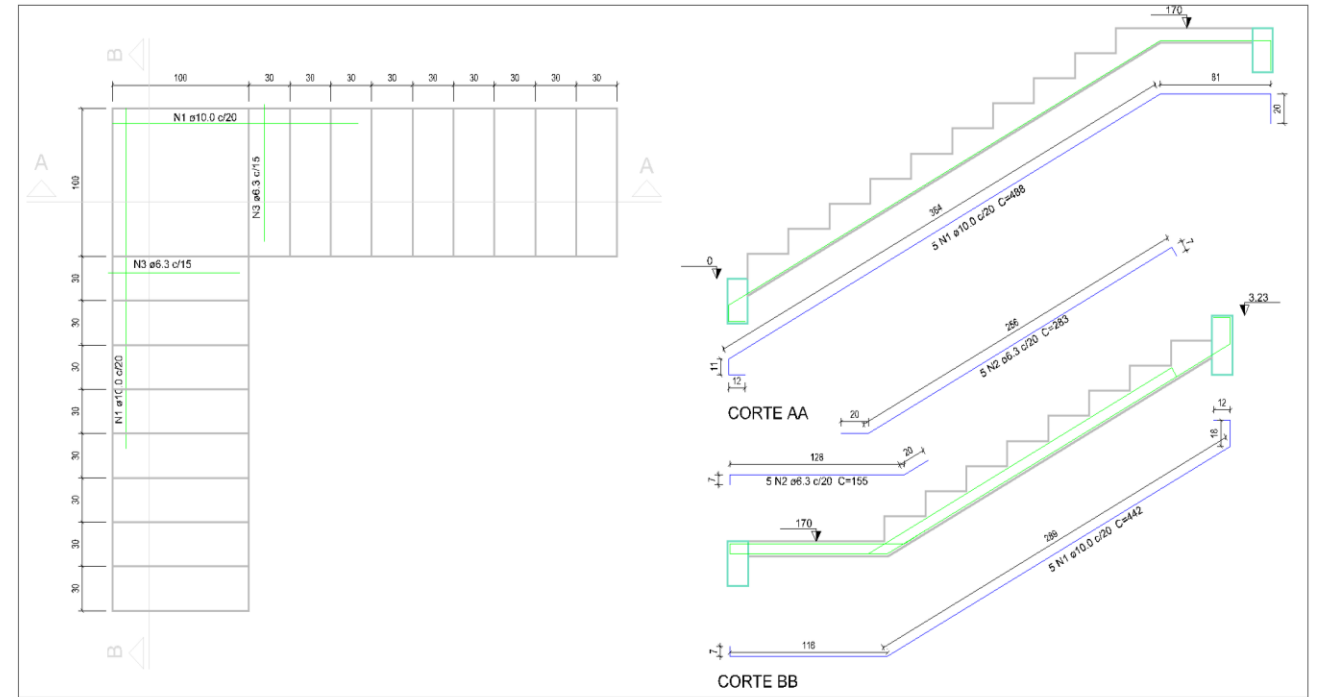 B
100 30 30 30 30 30 30 30 30 30
N1 ø10.0 c/20
A A
160
N3 ø6.3 c/15
N3 ø6.3 c/15
30
30
30
30
30
30
30
30
N1 ø10.0 c/20
B
170
81
20
364
5 N1 ø10.0 c/20 C=488
0
11
12
7
256
5 N2 ø6.3 c/20 C=283
20
CORTE AA
3.23
128
20
7
5 N2 ø6.3 c/20 C=155
12
16
170
289
5 N1 ø10.0 c/20 C=442
7
116
CORTE BB